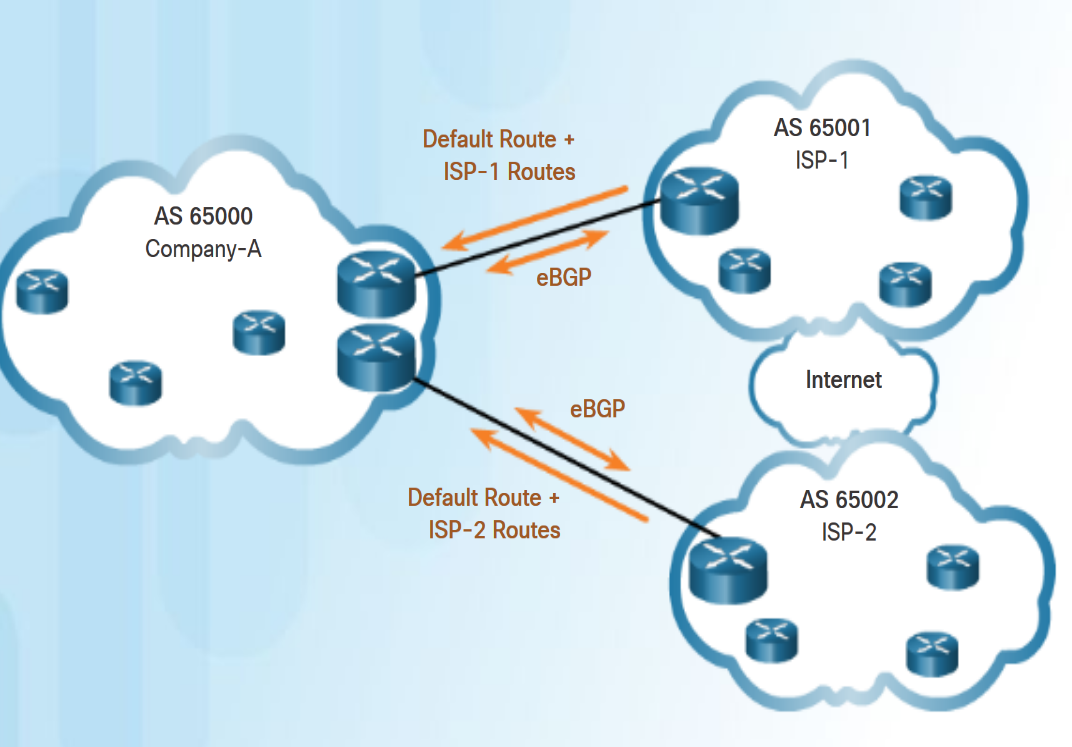 Default Route +
ISP-1 Routes
AS 65001
ISP-1
AS 65000
Company-A
eBGP
Internet
eBGP
Default Route +
ISP-2 Routes
AS 65002
ISP-2